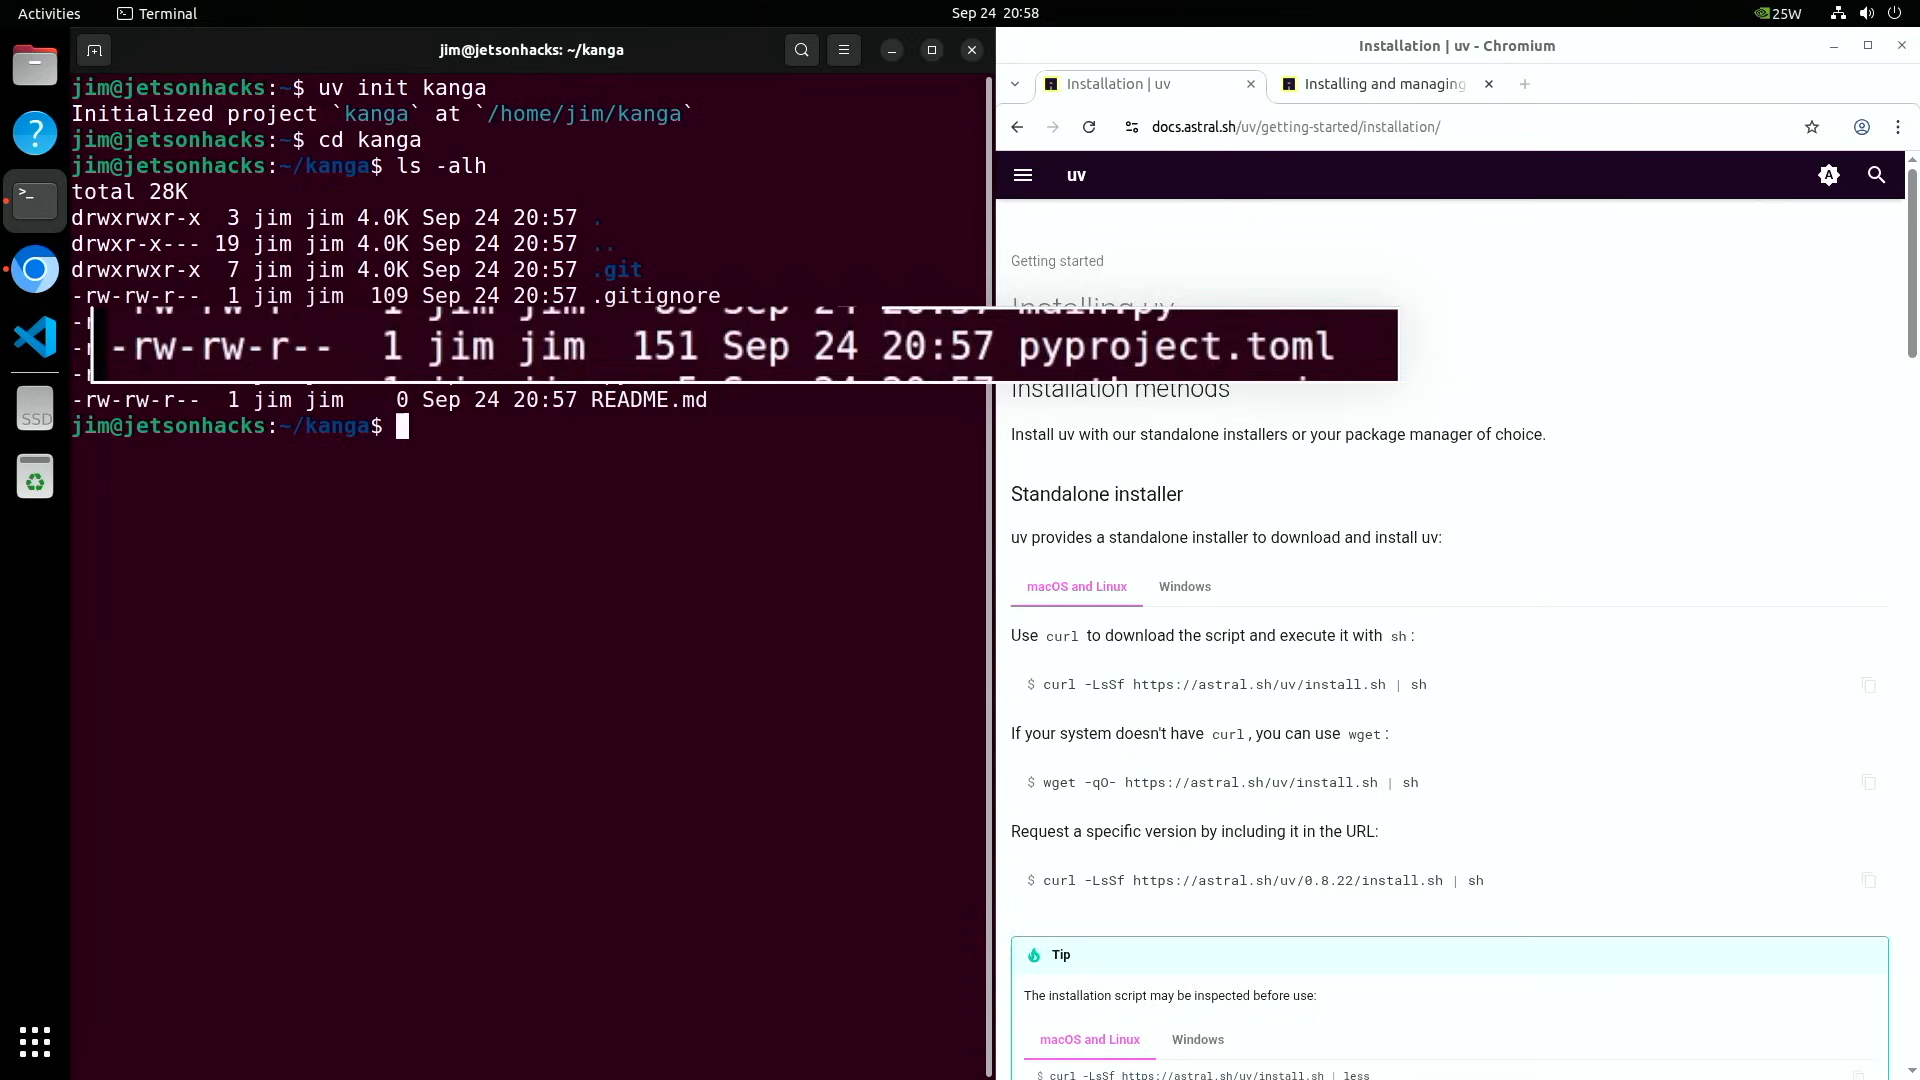 Activities
Terminal
Sep 24 20:58
25W
jim@jetsonhacks: ~/kanga
jim@jetsonhacks:~$ uv init kanga
Initialized project `kanga` at `/home/jim/kanga`
jim@jetsonhacks:~$ cd kanga
jim@jetsonhacks:~/kanga$ ls -alh
total 28K
drwxrwxr-x 3 jim jim 4.0K Sep 24 20:57 .
drwxr-x--- 19 jim jim 4.0K Sep 24 20:57 ..
drwxrwxr-x 7 jim jim 4.0K Sep 24 20:57 .git
-rw-rw-r-- 1 jim jim 109 Sep 24 20:57 .gitignore
-rw-rw-r-- 1 jim jim 151 Sep 24 20:57 pyproject.toml
-rw-rw-r-- 1 jim jim 0 Sep 24 20:57 README.md
jim@jetsonhacks:~/kanga$
SSD
Installation | uv - Chromium
Installation | uv
Installing and managing
docs.astral.sh/uv/getting-started/installation/
uv
Getting started
Installing uv
Installation methods
Install uv with our standalone installers or your package manager of choice.
Standalone installer
uv provides a standalone installer to download and install uv:
macOS and Linux
Windows
Use curl to download the script and execute it with sh:
$ curl -LsSf https://astral.sh/uv/install.sh | sh
If your system doesn't have curl, you can use wget:
$ wget -qO- https://astral.sh/uv/install.sh | sh
Request a specific version by including it in the URL:
$ curl -LsSf https://astral.sh/uv/0.8.22/install.sh | sh
Tip
The installation script may be inspected before use:
macOS and Linux
Windows
$ curl -LsSf https://astral.sh/uv/install.sh | less